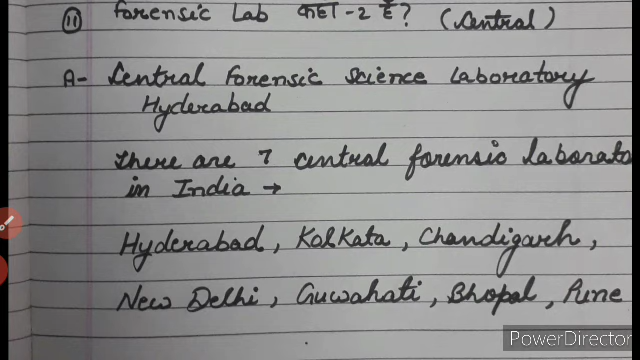 (11) Forensic Lab कहा-2 है? (Central)
A- Central Forensic Science Laboratory
Hyderabad
There are 7 central forensic laborato
in India →
Hyderabad, Kolkata, Chandigarh,
New Delhi, Guwahati, Bhopal, Pune
PowerDirector